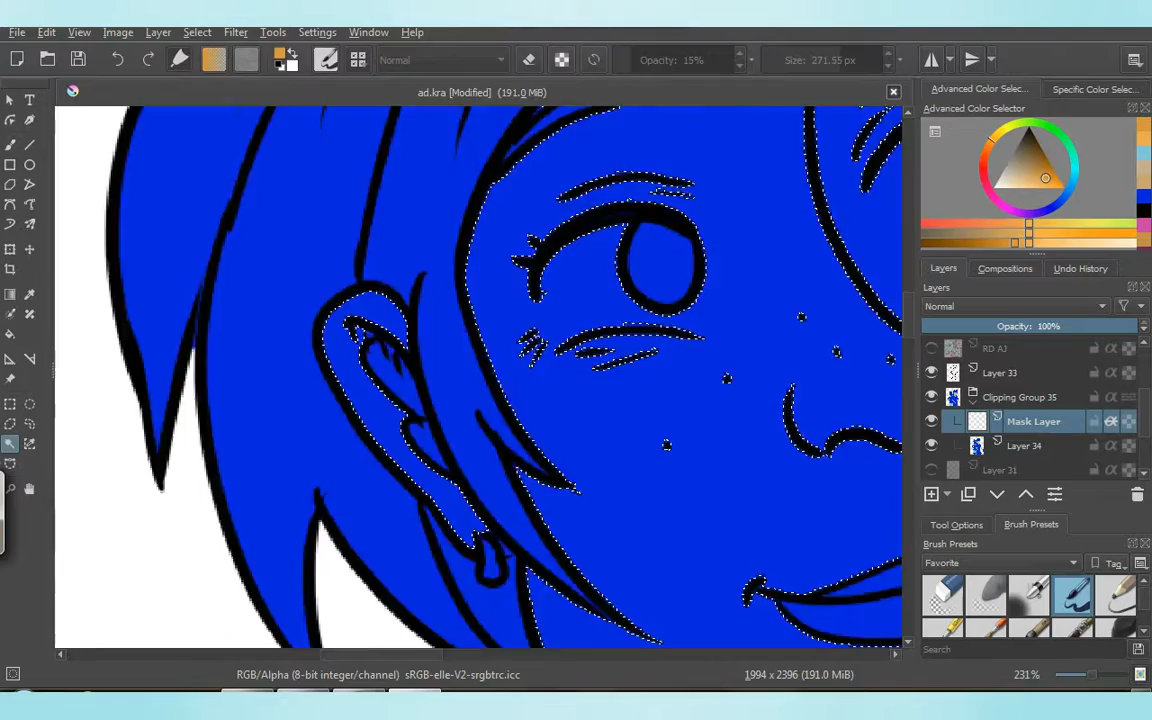 File Edit View Image Layer Select Filter Tools Settings Window Help
Normal Opacity: 15% Size: 271.55 px
ad.kra [Modified] (191.0 MiB)
Advanced Color Selec... Specific Color Selec...
Advanced Color Selector
Layers Compositions Undo History
Layers
Normal
Opacity: 100%
RD AJ
Layer 33
Clipping Group 35
Mask Layer
Layer 34
Layer 31
Tool Options Brush Presets
Brush Presets
Favorite Tag
Search
RGB/Alpha (8-bit integer/channel) sRGB-elle-V2-srgbtrc.icc 1994 x 2396 (191.0 MiB) 231%